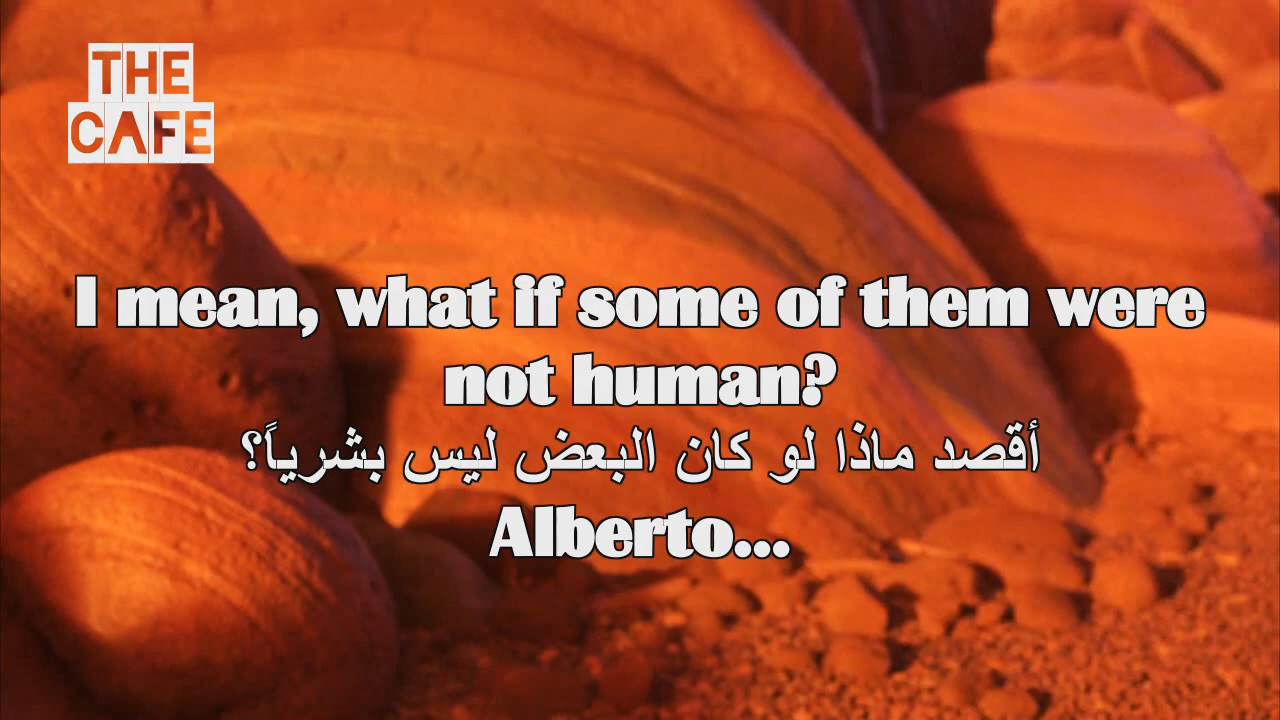 THE
CAFE
I mean, what if some of them were
not human?
أقصد ماذا لو كان البعض ليس بشرياً؟
Alberto...